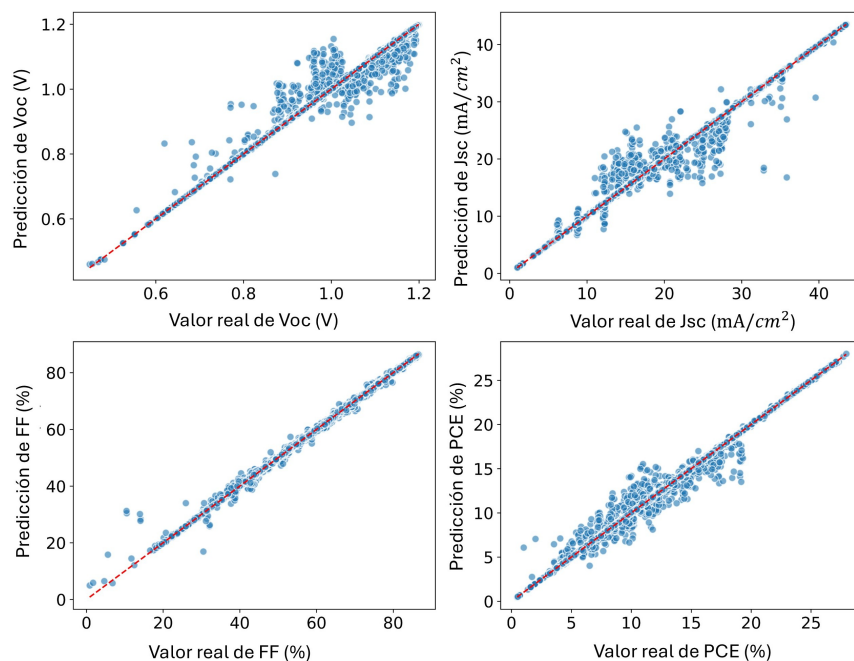 Predicción de Voc (V)
1.2
1.0
0.8
0.6
0.6 0.8 1.0 1.2
Valor real de Voc (V)
Predicción de Jsc (mA/cm²)
40
30
20
10
0
0 10 20 30 40
Valor real de Jsc (mA/cm²)
Predicción de FF (%)
80
60
40
20
0
0 20 40 60 80
Valor real de FF (%)
Predicción de PCE (%)
25
20
15
10
5
0
0 5 10 15 20 25
Valor real de PCE (%)